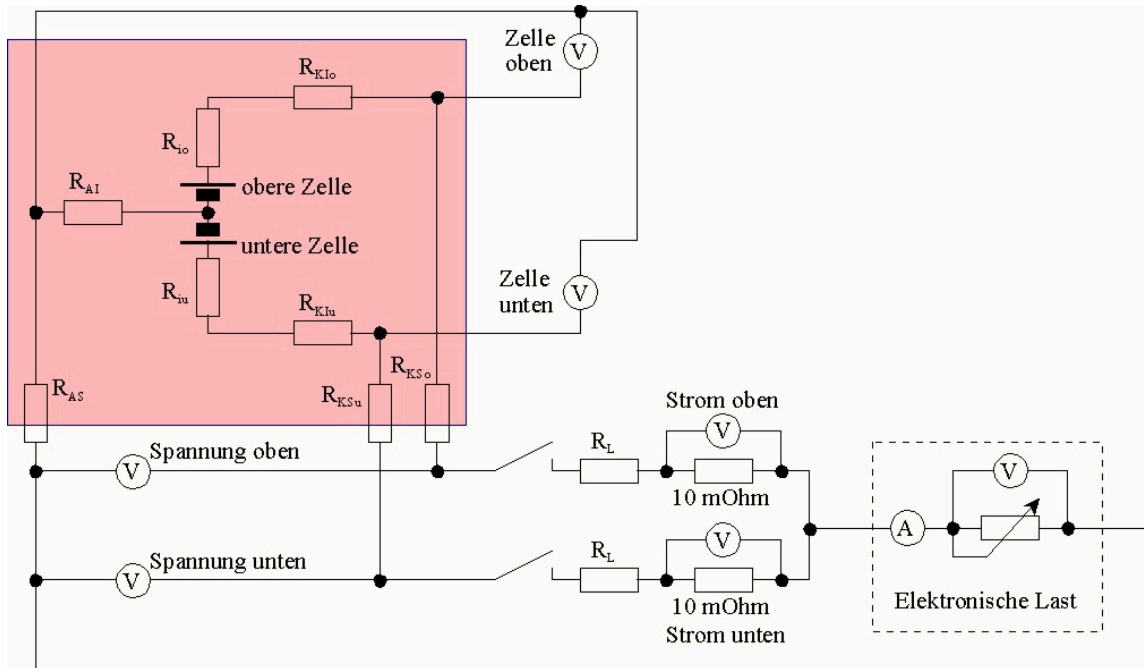 Zelle
oben
V
R_KIo
R_io
R_AI
obere Zelle
untere Zelle
Zelle
unten
V
R_iu
R_KIu
R_KSo
R_AS
R_KSu
Strom oben
V
Spannung oben
R_L
V
10 mOhm
V
A
V
Spannung unten
R_L
V
10 mOhm
Strom unten
Elektronische Last